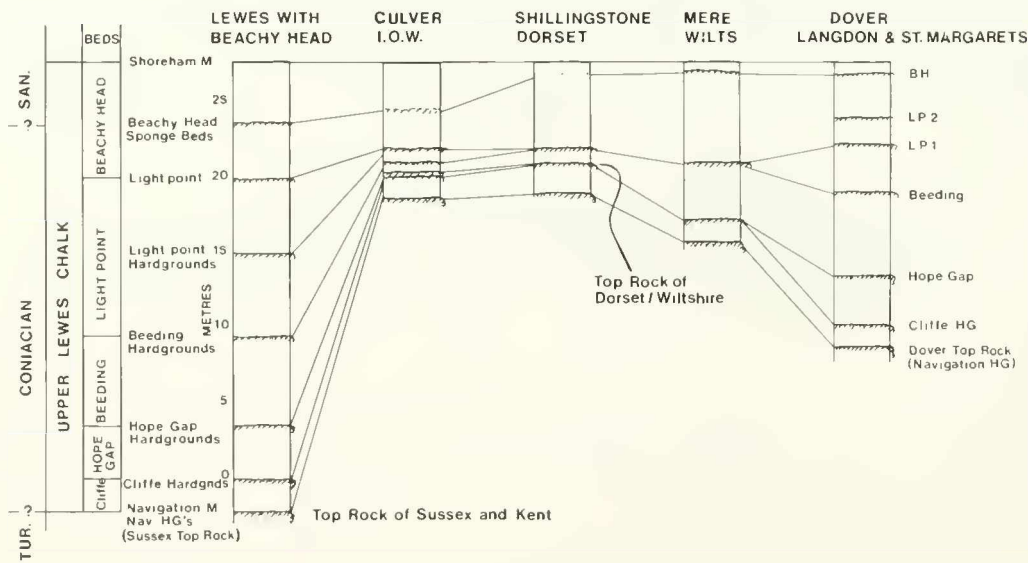 LEWES WITH
BEACHY HEAD
CULVER
I.O.W.
SHILLINGSTONE
DORSET
MERE
WILTS
DOVER
LANGDON & ST. MARGARETS
BEDS
SAN.
?
CONIACIAN
?
TUR.
UPPER LEWES CHALK
BEACHY HEAD
LIGHT POINT
BEEDING
HOPE
GAP
Cliffe
Shoreham M
Beachy Head
Sponge Beds
Light point
Light point
Hardgrounds
Beeding
Hardgrounds
Hope Gap
Hardgrounds
Cliffe Hardgnds
Navigation M
Nav HG's
(Sussex Top Rock)
25
20
15
10
5
0
METRES
Top Rock of Sussex and Kent
Top Rock of
Dorset/Wiltshire
BH
LP2
LP1
Beeding
Hope Gap
Cliffe HG
Dover Top Rock
(Navigation HG)